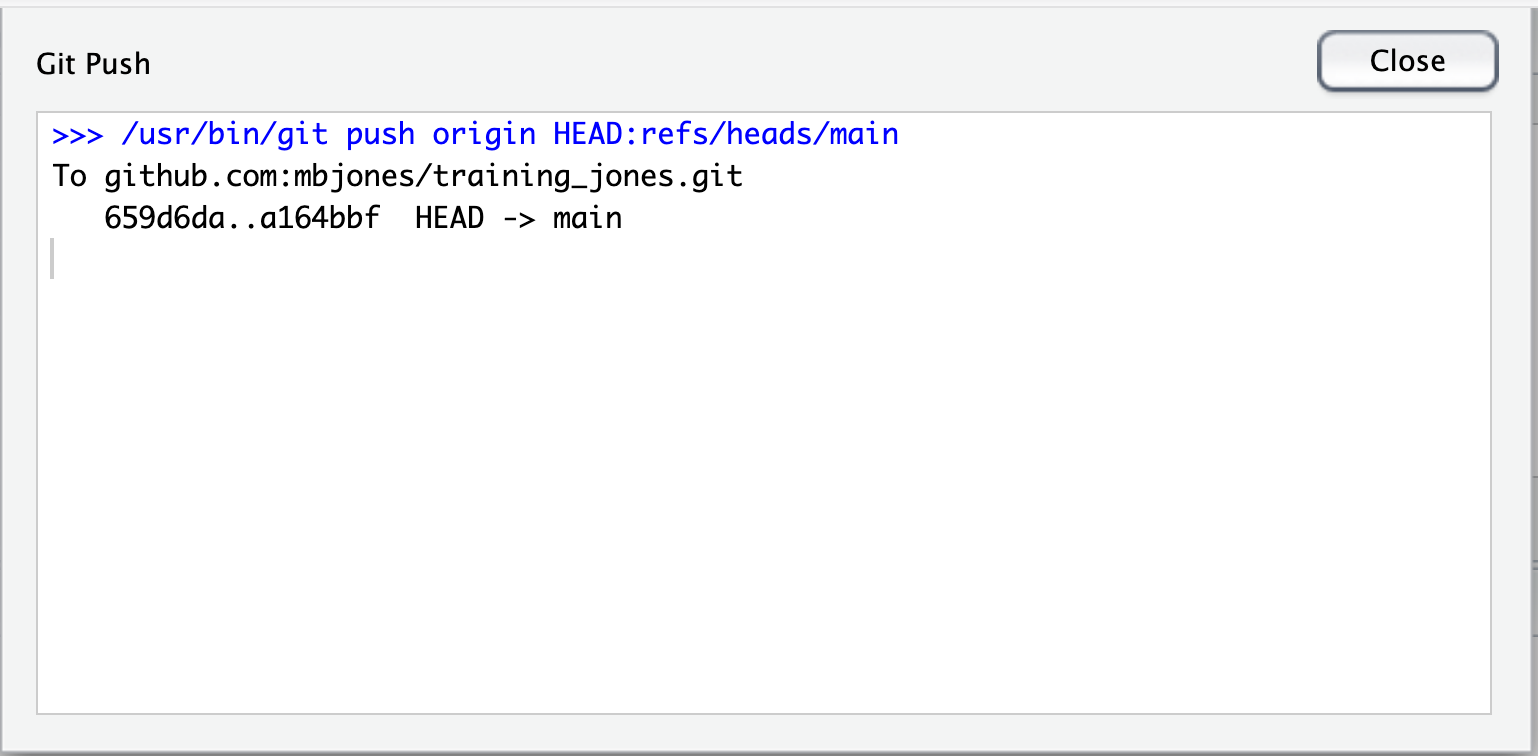 Git Push
Close
>>> /usr/bin/git push origin HEAD:refs/heads/main
To github.com:mbjones/training_jones.git
   659d6da..a164bbf  HEAD -> main